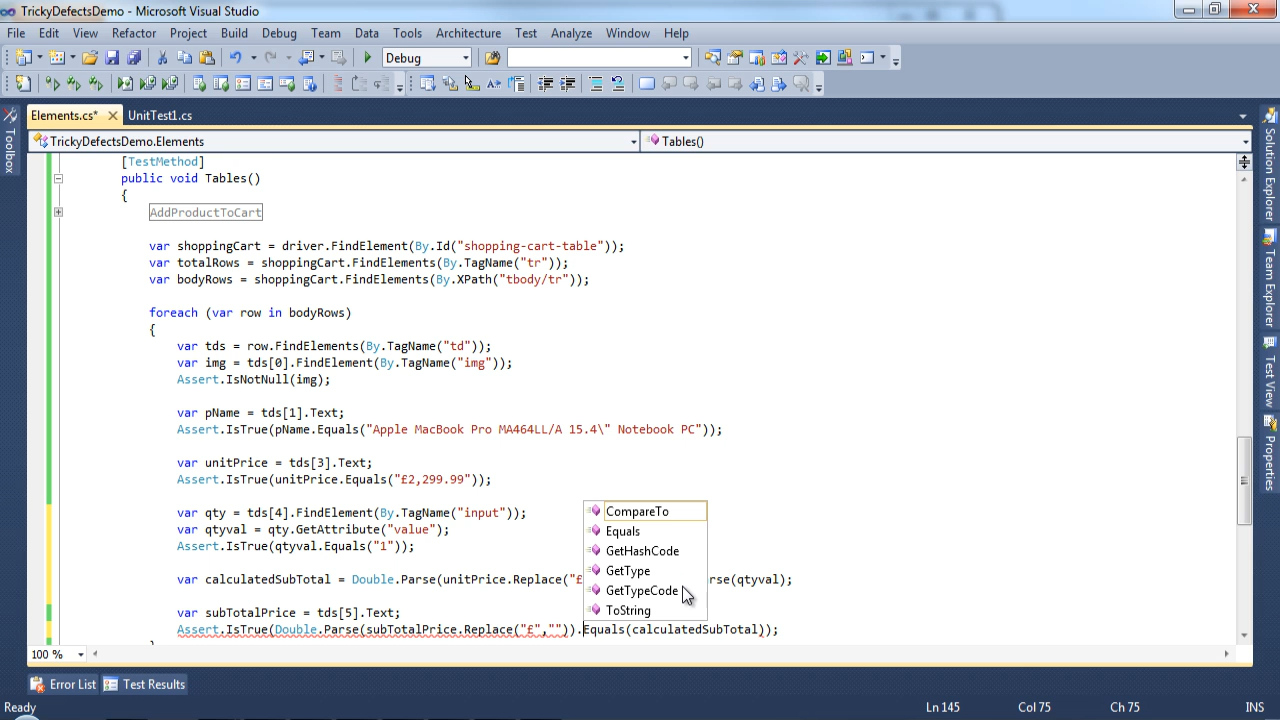 TrickyDefectsDemo - Microsoft Visual Studio
File Edit View Refactor Project Build Debug Team Data Tools Architecture Test Analyze Window Help
Debug
Elements.cs* UnitTest1.cs
TrickyDefectsDemo.Elements Tables()
Toolbox
Solution Explorer
Team Explorer
Test View
Properties
[TestMethod]
public void Tables()
{
AddProductToCart
var shoppingCart = driver.FindElement(By.Id("shopping-cart-table"));
var totalRows = shoppingCart.FindElements(By.TagName("tr"));
var bodyRows = shoppingCart.FindElements(By.XPath("tbody/tr"));
foreach (var row in bodyRows)
{
var tds = row.FindElements(By.TagName("td"));
var img = tds[0].FindElement(By.TagName("img"));
Assert.IsNotNull(img);
var pName = tds[1].Text;
Assert.IsTrue(pName.Equals("Apple MacBook Pro MA464LL/A 15.4\" Notebook PC"));
var unitPrice = tds[3].Text;
Assert.IsTrue(unitPrice.Equals("£2,299.99"));
var qty = tds[4].FindElement(By.TagName("input"));
var qtyval = qty.GetAttribute("value");
Assert.IsTrue(qtyval.Equals("1"));
var calculatedSubTotal = Double.Parse(unitPrice.Replace("£ rse(qtyval);
var subTotalPrice = tds[5].Text;
Assert.IsTrue(Double.Parse(subTotalPrice.Replace("£","")).Equals(calculatedSubTotal));
CompareTo
Equals
GetHashCode
GetType
GetTypeCode
ToString
100 %
Error List Test Results
Ready Ln 145 Col 75 Ch 75 INS